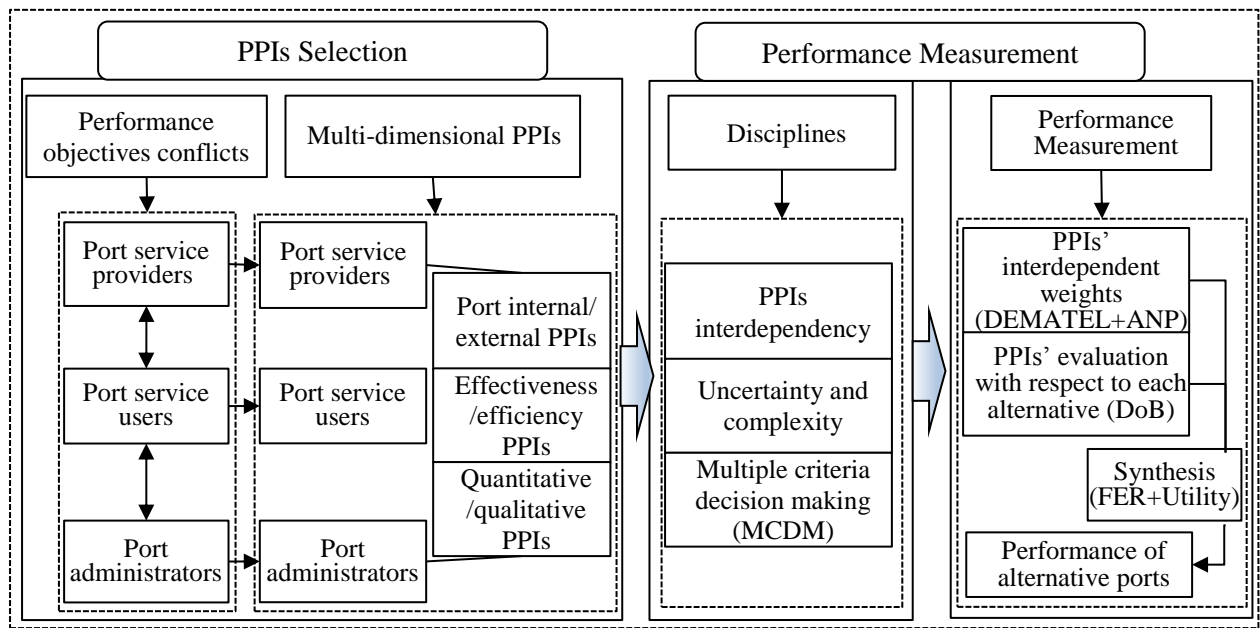 PPIs Selection
Performance Measurement
Performance
objectives conflicts
Multi-dimensional PPIs
Disciplines
Performance
Measurement
Port service
providers
Port service
providers
Port internal/
external PPIs
Port service
users
Port service
users
Effectiveness
/efficiency
PPIs
Quantitative
/qualitative
PPIs
Port
administrators
Port
administrators
PPIs
interdependency
Uncertainty and
complexity
Multiple criteria
decision making
(MCDM)
PPIs'
interdependent
weights
(DEMATEL+ANP)
PPIs' evaluation
with respect to each
alternative (DoB)
Synthesis
(FER+Utility)
Performance of
alternative ports